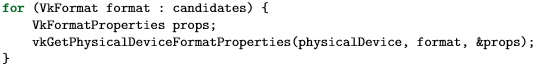 for (VkFormat format : candidates) {
    VkFormatProperties props;
    vkGetPhysicalDeviceFormatProperties(physicalDevice, format, &props);
}